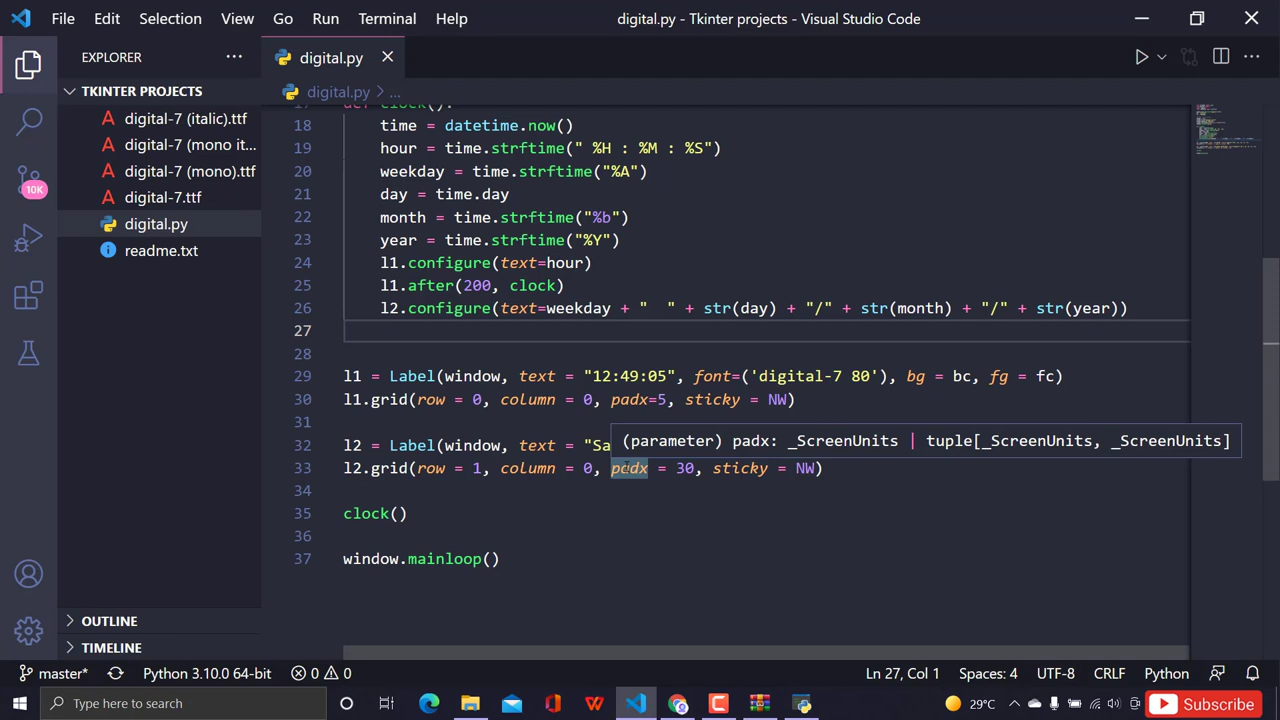 File Edit Selection View Go Run Terminal Help
digital.py - Tkinter projects - Visual Studio Code
EXPLORER
digital.py
TKINTER PROJECTS
digital-7 (italic).ttf
digital-7 (mono it...
digital-7 (mono).ttf
digital-7.ttf
digital.py
readme.txt
10K
OUTLINE
TIMELINE
digital.py > ...
def clock():
18 time = datetime.now()
19 hour = time.strftime(" %H : %M : %S")
20 weekday = time.strftime("%A")
21 day = time.day
22 month = time.strftime("%b")
23 year = time.strftime("%Y")
24 l1.configure(text=hour)
25 l1.after(200, clock)
26 l2.configure(text=weekday + "  " + str(day) + "/" + str(month) + "/" + str(year))
27
28
29 l1 = Label(window, text = "12:49:05", font=('digital-7 80'), bg = bc, fg = fc)
30 l1.grid(row = 0, column = 0, padx=5, sticky = NW)
31
(parameter) padx: _ScreenUnits | tuple[_ScreenUnits, _ScreenUnits]
32 l2 = Label(window, text = "Sa
33 l2.grid(row = 1, column = 0, padx = 30, sticky = NW)
34
35 clock()
36
37 window.mainloop()
master* Python 3.10.0 64-bit 0 0 Ln 27, Col 1 Spaces: 4 UTF-8 CRLF Python
Type here to search
29°C
Subscribe